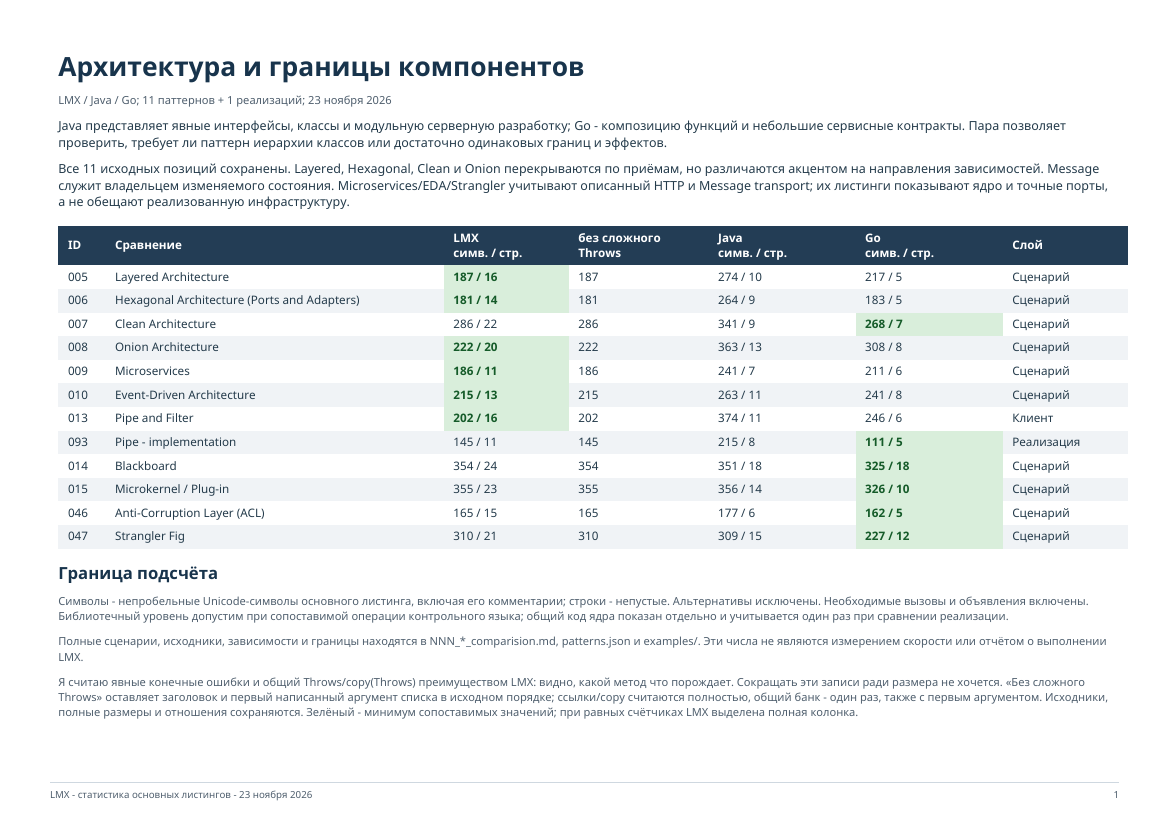 Архитектура и границы компонентов
LMX / Java / Go; 11 паттернов + 1 реализаций; 23 ноября 2026
Java представляет явные интерфейсы, классы и модульную серверную разработку; Go - композицию функций и небольшие сервисные контракты. Пара позволяет
проверить, требует ли паттерн иерархии классов или достаточно одинаковых границ и эффектов.
Все 11 исходных позиций сохранены. Layered, Hexagonal, Clean и Onion перекрываются по приёмам, но различаются акцентом на направления зависимостей. Message
служит владельцем изменяемого состояния. Microservices/EDA/Strangler учитывают описанный HTTP и Message transport; их листинги показывают ядро и точные порты,
а не обещают реализованную инфраструктуру.
ID Сравнение LMX симв. / стр. без сложного Throws Java симв. / стр. Go симв. / стр. Слой
005 Layered Architecture 187 / 16 187 274 / 10 217 / 5 Сценарий
006 Hexagonal Architecture (Ports and Adapters) 181 / 14 181 264 / 9 183 / 5 Сценарий
007 Clean Architecture 286 / 22 286 341 / 9 268 / 7 Сценарий
008 Onion Architecture 222 / 20 222 363 / 13 308 / 8 Сценарий
009 Microservices 186 / 11 186 241 / 7 211 / 6 Сценарий
010 Event-Driven Architecture 215 / 13 215 263 / 11 241 / 8 Сценарий
013 Pipe and Filter 202 / 16 202 374 / 11 246 / 6 Клиент
093 Pipe - implementation 145 / 11 145 215 / 8 111 / 5 Реализация
014 Blackboard 354 / 24 354 351 / 18 325 / 18 Сценарий
015 Microkernel / Plug-in 355 / 23 355 356 / 14 326 / 10 Сценарий
046 Anti-Corruption Layer (ACL) 165 / 15 165 177 / 6 162 / 5 Сценарий
047 Strangler Fig 310 / 21 310 309 / 15 227 / 12 Сценарий
Граница подсчёта
Символы - непробельные Unicode-символы основного листинга, включая его комментарии; строки - непустые. Альтернативы исключены. Необходимые вызовы и объявления включены.
Библиотечный уровень допустим при сопоставимой операции контрольного языка; общий код ядра показан отдельно и учитывается один раз при сравнении реализации.
Полные сценарии, исходники, зависимости и границы находятся в NNN_*_comparision.md, patterns.json и examples/. Эти числа не являются измерением скорости или отчётом о выполнении
LMX.
Я считаю явные конечные ошибки и общий Throws/copy(Throws) преимуществом LMX: видно, какой метод что порождает. Сокращать эти записи ради размера не хочется. «Без сложного
Throws» оставляет заголовок и первый написанный аргумент списка в исходном порядке; ссылки/copy считаются полностью, общий банк - один раз, также с первым аргументом. Исходники,
полные размеры и отношения сохраняются. Зелёный - минимум сопоставимых значений; при равных счётчиках LMX выделена полная колонка.
LMX - статистика основных листингов - 23 ноября 2026
1